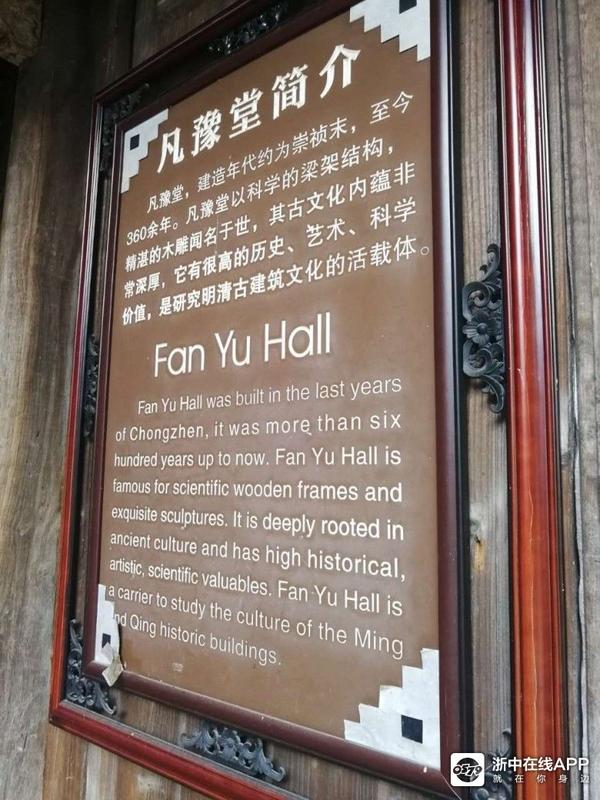 凡豫堂简介
凡豫堂，建造年代约为崇祯末，至今
360余年。凡豫堂以科学的梁架结构，
精湛的木雕闻名于世，其古文化内蕴非
常深厚，它有很高的历史、艺术、科学
价值，是研究明清古建筑文化的活载体。
Fan Yu Hall
Fan Yu Hall was built in the last years
of Chongzhen, it was more than six
hundred years up to now. Fan Yu Hall is
famous for scientific wooden frames and
exquisite sculptures. It is deeply rooted in
ancient culture and has high historical,
artistic, scientific valuables. Fan Yu Hall is
a carrier to study the culture of the Ming
nd Qing historic buildings.
浙中在线APP
就在你身边